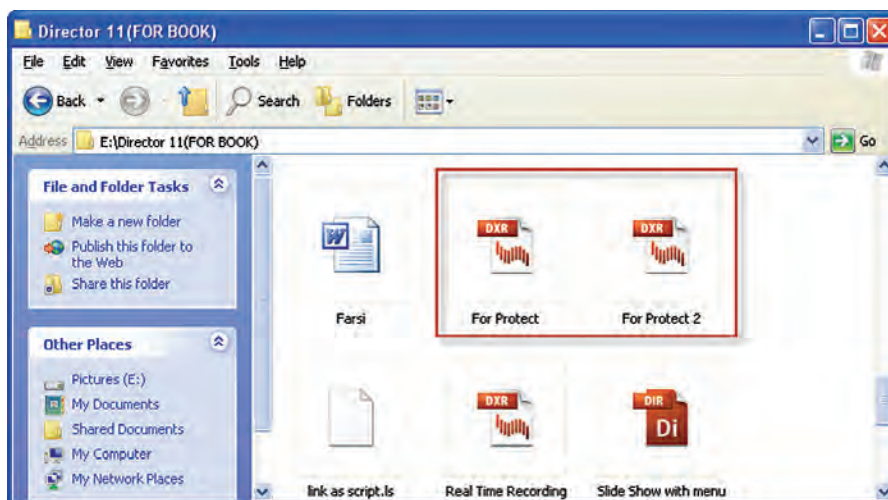 Director 11(FOR BOOK)
File Edit View Favorites Tools Help
Back Search Folders
Address E:\Director 11(FOR BOOK) Go
File and Folder Tasks
Make a new folder
Publish this folder to
the Web
Share this folder
Other Places
Pictures (E:)
My Documents
Shared Documents
My Computer
My Network Places
W
DXR
DXR
Farsi
For Protect
For Protect 2
DXR
DIR
Di
link as script.ls
Real Time Recording
Slide Show with menu